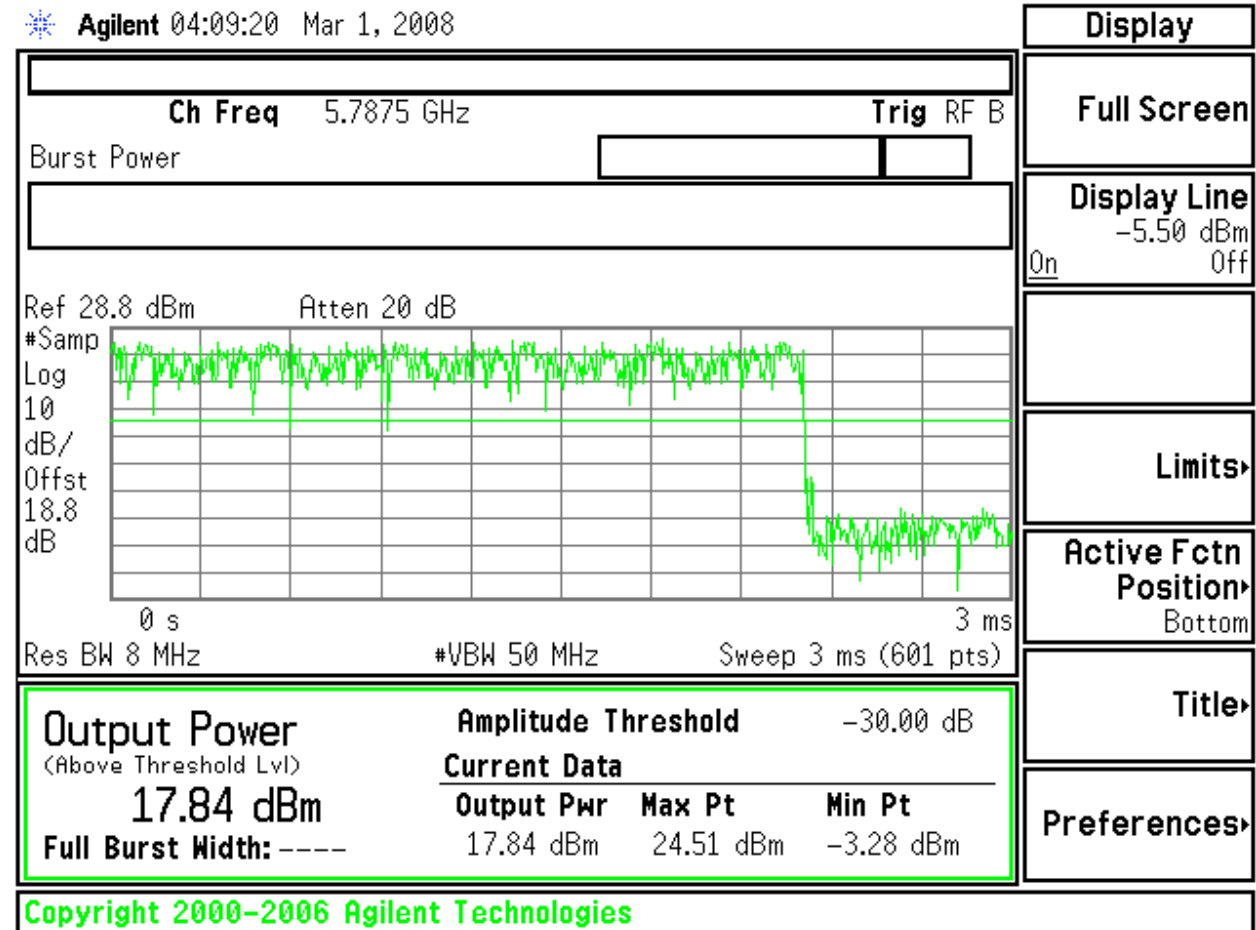 Agilent 04:09:20 Mar 1, 2008
Display
Ch Freq 5.7875 GHz Trig RF B
Burst Power
Full Screen
Display Line
-5.50 dBm
On Off
Ref 28.8 dBm Atten 20 dB
#Samp
Log
10
dB/
Offst
18.8
dB
0 s 3 ms
Res BW 8 MHz #VBW 50 MHz Sweep 3 ms (601 pts)
Limits
Active Fctn
Position
Bottom
Title
Preferences
Output Power
(Above Threshold Lvl)
17.84 dBm
Full Burst Width: ----
Amplitude Threshold -30.00 dB
Current Data
Output Pwr Max Pt Min Pt
17.84 dBm 24.51 dBm -3.28 dBm
Copyright 2000-2006 Agilent Technologies